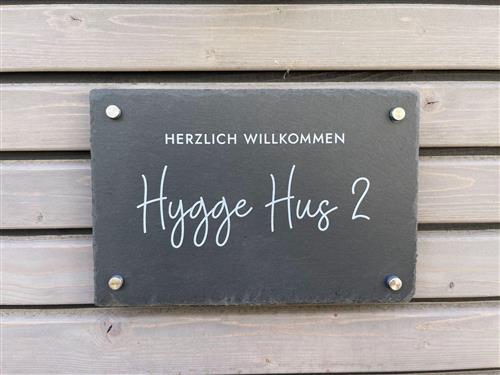 HERZLICH WILLKOMMEN
Hygge Hus 2